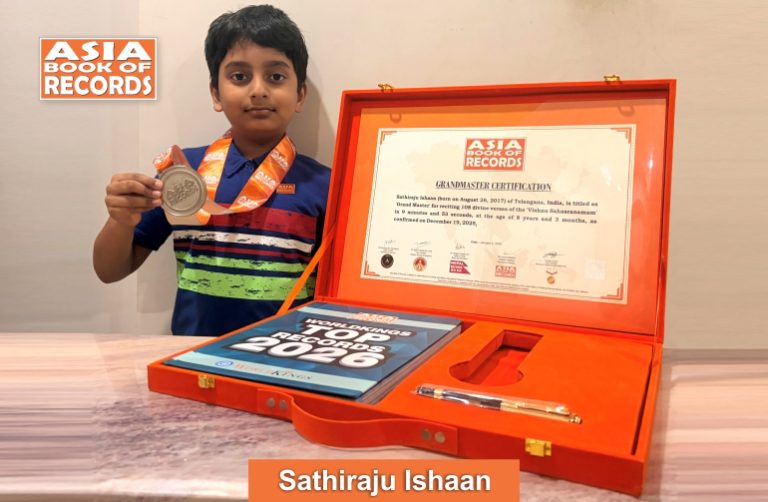 ASIA
BOOK OF
RECORDS
ASIA
BOOK OF
RECORDS
GRANDMASTER CERTIFICATION
Sathiraju Ishaan (born on August 26, 2017) of Telangana, India, is titled as
'Grand Master' for reciting 108 divine verses of the 'Vishnu Sahasranamam'
in 9 minutes and 53 seconds, at the age of 8 years and 3 months, as
confirmed on December 19, 2025.
WORLDKINGS
TOP
RECORDS
2026
WORLDKINGS
Sathiraju Ishaan